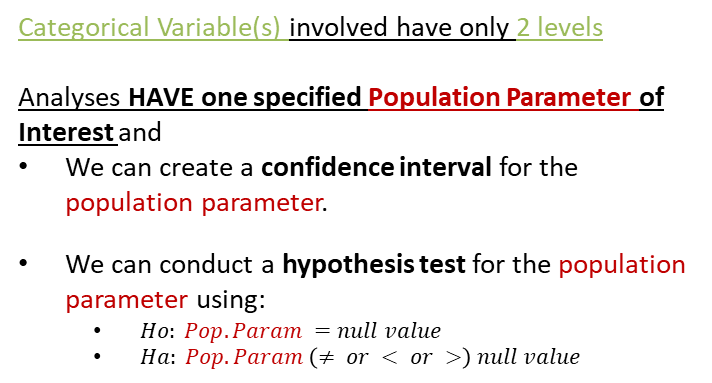 Categorical Variable(s) involved have only 2 levels
Analyses HAVE one specified Population Parameter of
Interest and
• We can create a confidence interval for the
population parameter.
• We can conduct a hypothesis test for the population
parameter using:
• Ho: Pop.Param = null value
• Ha: Pop.Param (≠ or < or >) null value